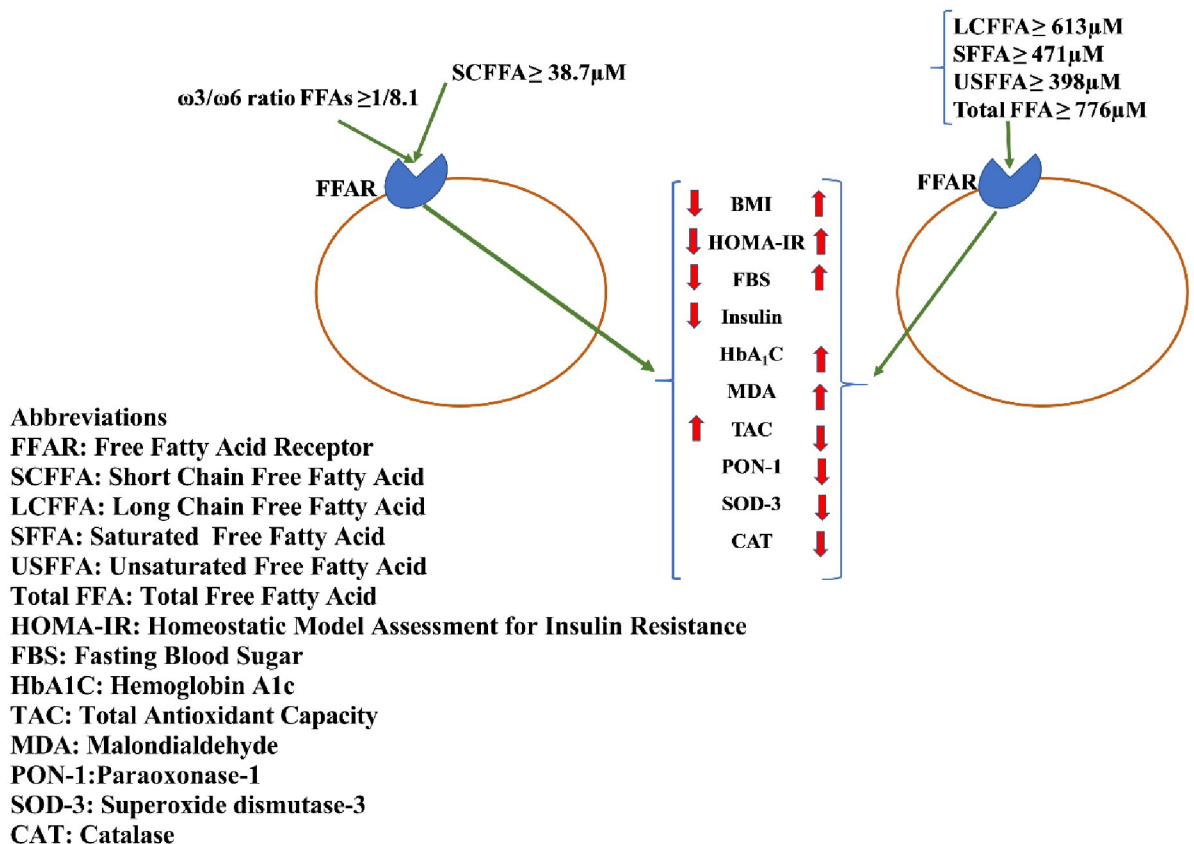 ω3/ω6 ratio FFAs ≥1/8.1
SCFFA≥ 38.7µM
FFAR
LCFFA≥ 613µM
SFFA≥ 471µM
USFFA≥ 398µM
Total FFA≥ 776µM
FFAR
BMI
HOMA-IR
FBS
Insulin
HbA₁C
MDA
TAC
PON-1
SOD-3
CAT
Abbreviations
FFAR: Free Fatty Acid Receptor
SCFFA: Short Chain Free Fatty Acid
LCFFA: Long Chain Free Fatty Acid
SFFA: Saturated  Free Fatty Acid
USFFA: Unsaturated Free Fatty Acid
Total FFA: Total Free Fatty Acid
HOMA-IR: Homeostatic Model Assessment for Insulin Resistance
FBS: Fasting Blood Sugar
HbA1C: Hemoglobin A1c
TAC: Total Antioxidant Capacity
MDA: Malondialdehyde
PON-1:Paraoxonase-1
SOD-3: Superoxide dismutase-3
CAT: Catalase